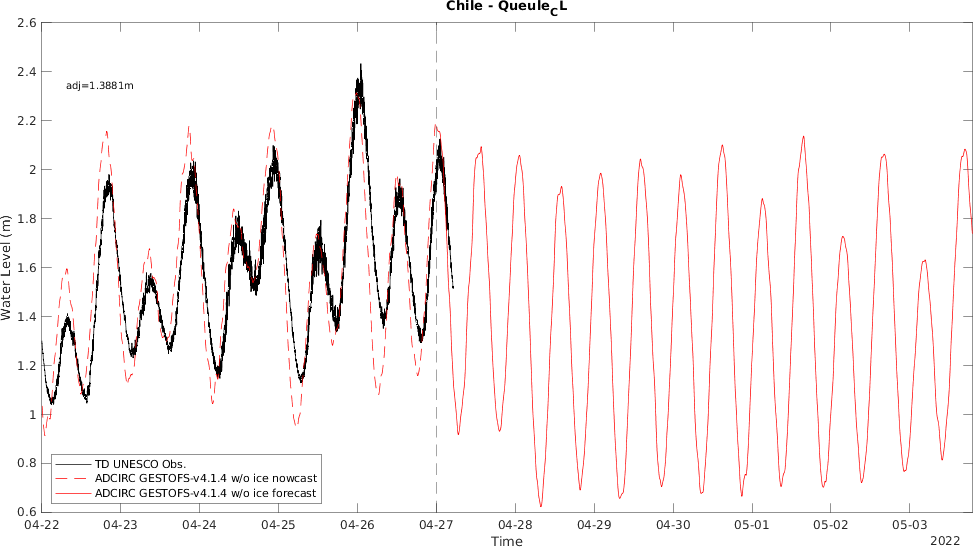 Chile - Queule_CL
2.6
2.4
2.2
2
1.8
1.6
1.4
1.2
1
0.8
0.6
Water Level (m)
adj=1.3881m
TD UNESCO Obs.
ADCIRC GESTOFS-v4.1.4 w/o ice nowcast
ADCIRC GESTOFS-v4.1.4 w/o ice forecast
04-22 04-23 04-24 04-25 04-26 04-27 04-28 04-29 04-30 05-01 05-02 05-03
Time
2022